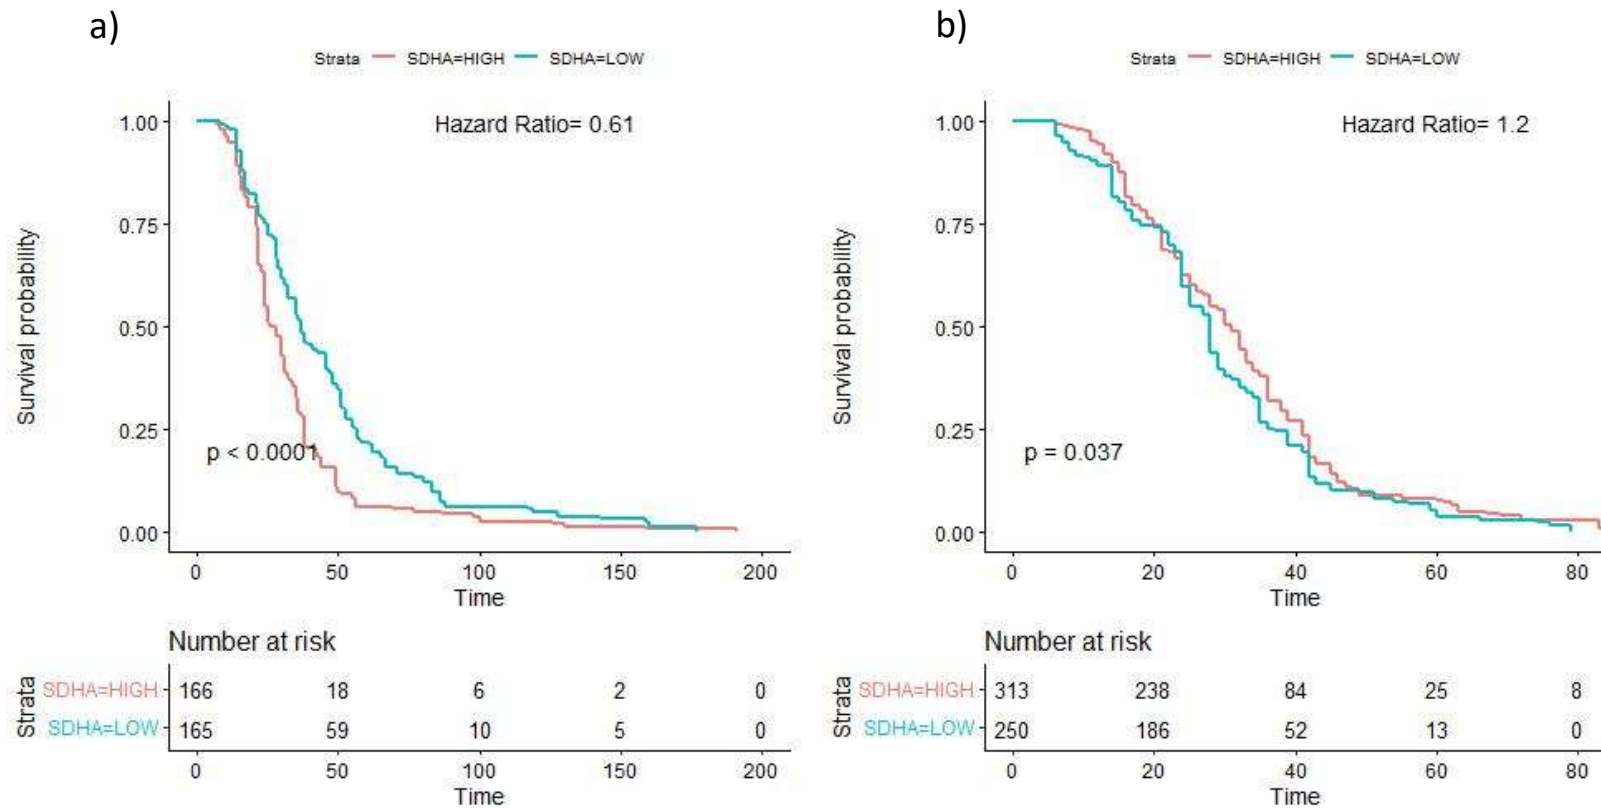 a)
Strata SDHA=HIGH SDHA=LOW
Hazard Ratio= 0.61
1.00
0.75
0.50
0.25
0.00
Survival probability
p < 0.0001
0 50 100 150 200
Time
Number at risk
Strata
SDHA=HIGH 166 18 6 2 0
SDHA=LOW 165 59 10 5 0
0 50 100 150 200
Time
b)
Strata SDHA=HIGH SDHA=LOW
Hazard Ratio= 1.2
1.00
0.75
0.50
0.25
0.00
Survival probability
p = 0.037
0 20 40 60 80
Time
Number at risk
Strata
SDHA=HIGH 313 238 84 25 8
SDHA=LOW 250 186 52 13 0
0 20 40 60 80
Time